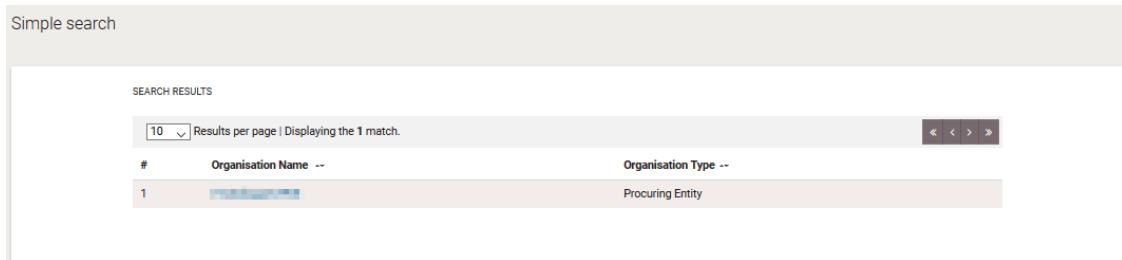 Simple search
SEARCH RESULTS
10 Results per page | Displaying the 1 match.
# Organisation Name Organisation Type
1 Procuring Entity